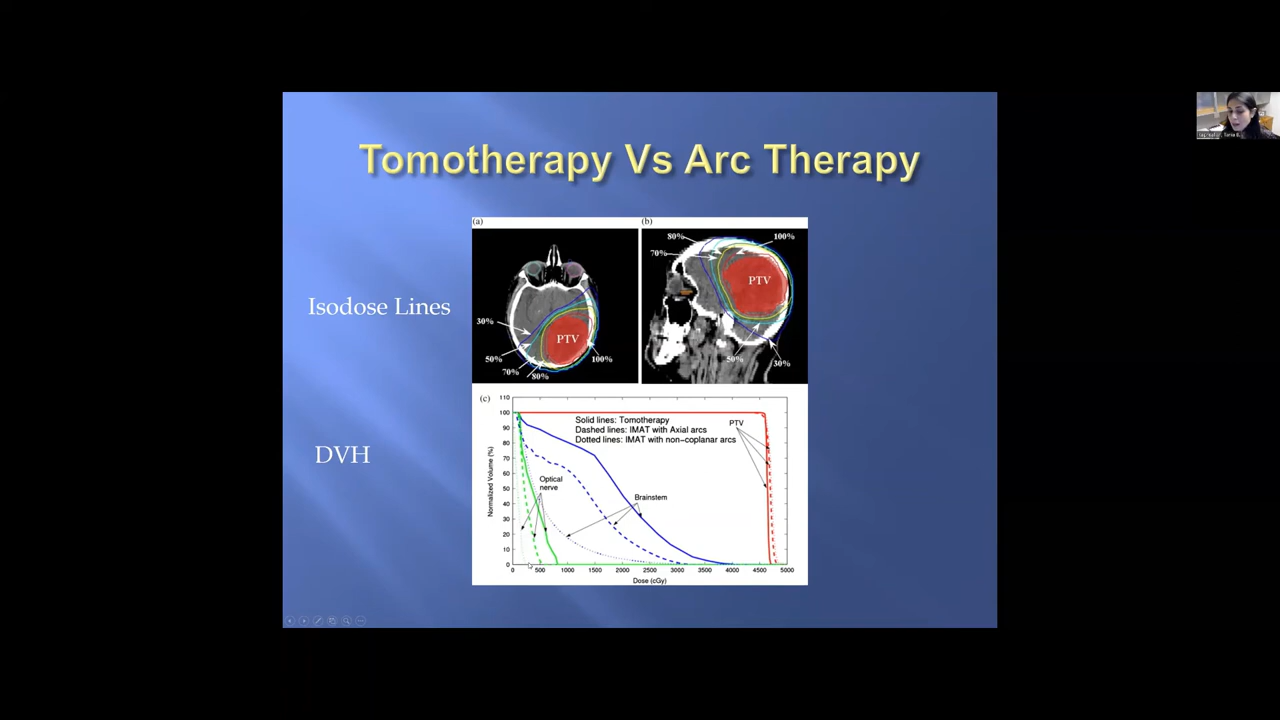 Tomotherapy Vs Arc Therapy
(a)
(b)
Isodose Lines
30%
50%
70%
80%
PTV
100%
80%
70%
100%
PTV
50%
30%
DVH
(c)
Solid lines: Tomotherapy
Dashed lines: IMAT with Axial arcs
Dotted lines: IMAT with non-coplanar arcs
PTV
Optical
nerve
Brainstem
Normalized Volume (%)
110
100
90
80
70
60
50
40
30
20
10
0
0 500 1000 1500 2000 2500 3000 3500 4000 4500 5000
Dose (cGy)